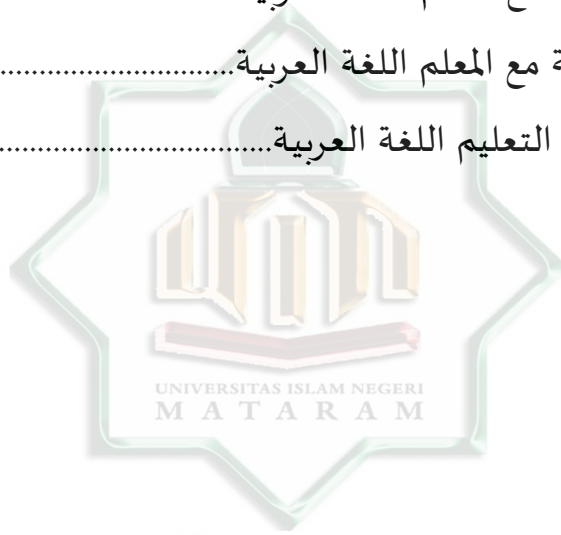 ة مع المعلم اللغة العربية............................
التعليم اللغة العربية................................
UNIVERSITAS ISLAM NEGERI
MATARAM